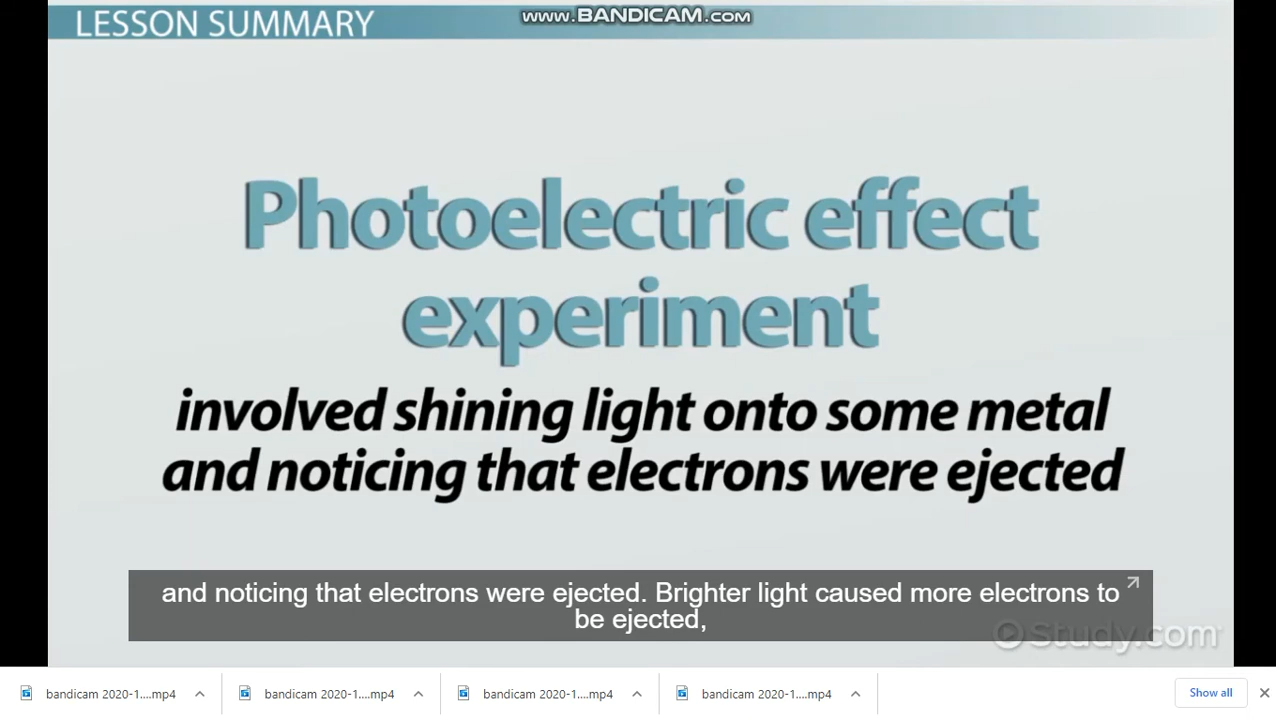 LESSON SUMMARY
www.BANDICAM.com
Photoelectric effect
experiment
involved shining light onto some metal
and noticing that electrons were ejected
and noticing that electrons were ejected. Brighter light caused more electrons to
be ejected,
Study.com
bandicam 2020-1....mp4
bandicam 2020-1....mp4
bandicam 2020-1....mp4
bandicam 2020-1....mp4
Show all